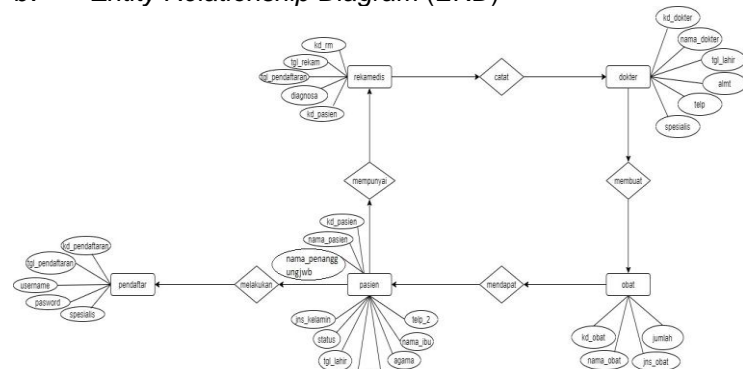 b. Entity Relationship Diagram (ERD)
kd_rm
tgl_rekam
tgl_pendaftaran
diagnosa
kd_pasien
rekamedis
catat
dokter
kd_dokter
nama_dokter
tgl_lahir
almt
telp
spesialis
mempunyai
membuat
kd_pasien
nama_pasien
nama_penangg
ungjwb
kd_pendaftaran
tgl_pendaftaran
username
pasword
spesialis
pendaftar
melakukan
pasien
mendapat
obat
jns_kelamin
status
tgl_lahir
telp_2
nama_ibu
agama
kd_obat
nama_obat
jumlah
jns_obat